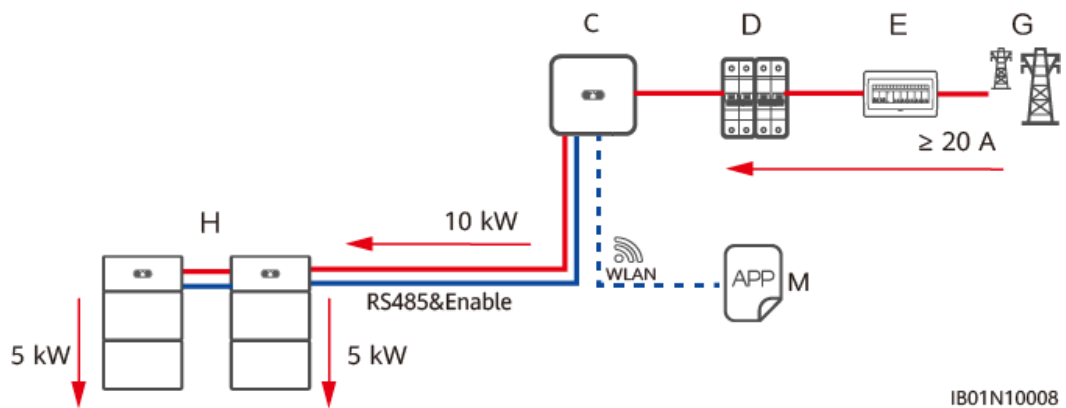 C
D
E
G
≥ 20 A
H
10 kW
WLAN
APP
M
RS485&Enable
5 kW
5 kW
IB01N10008